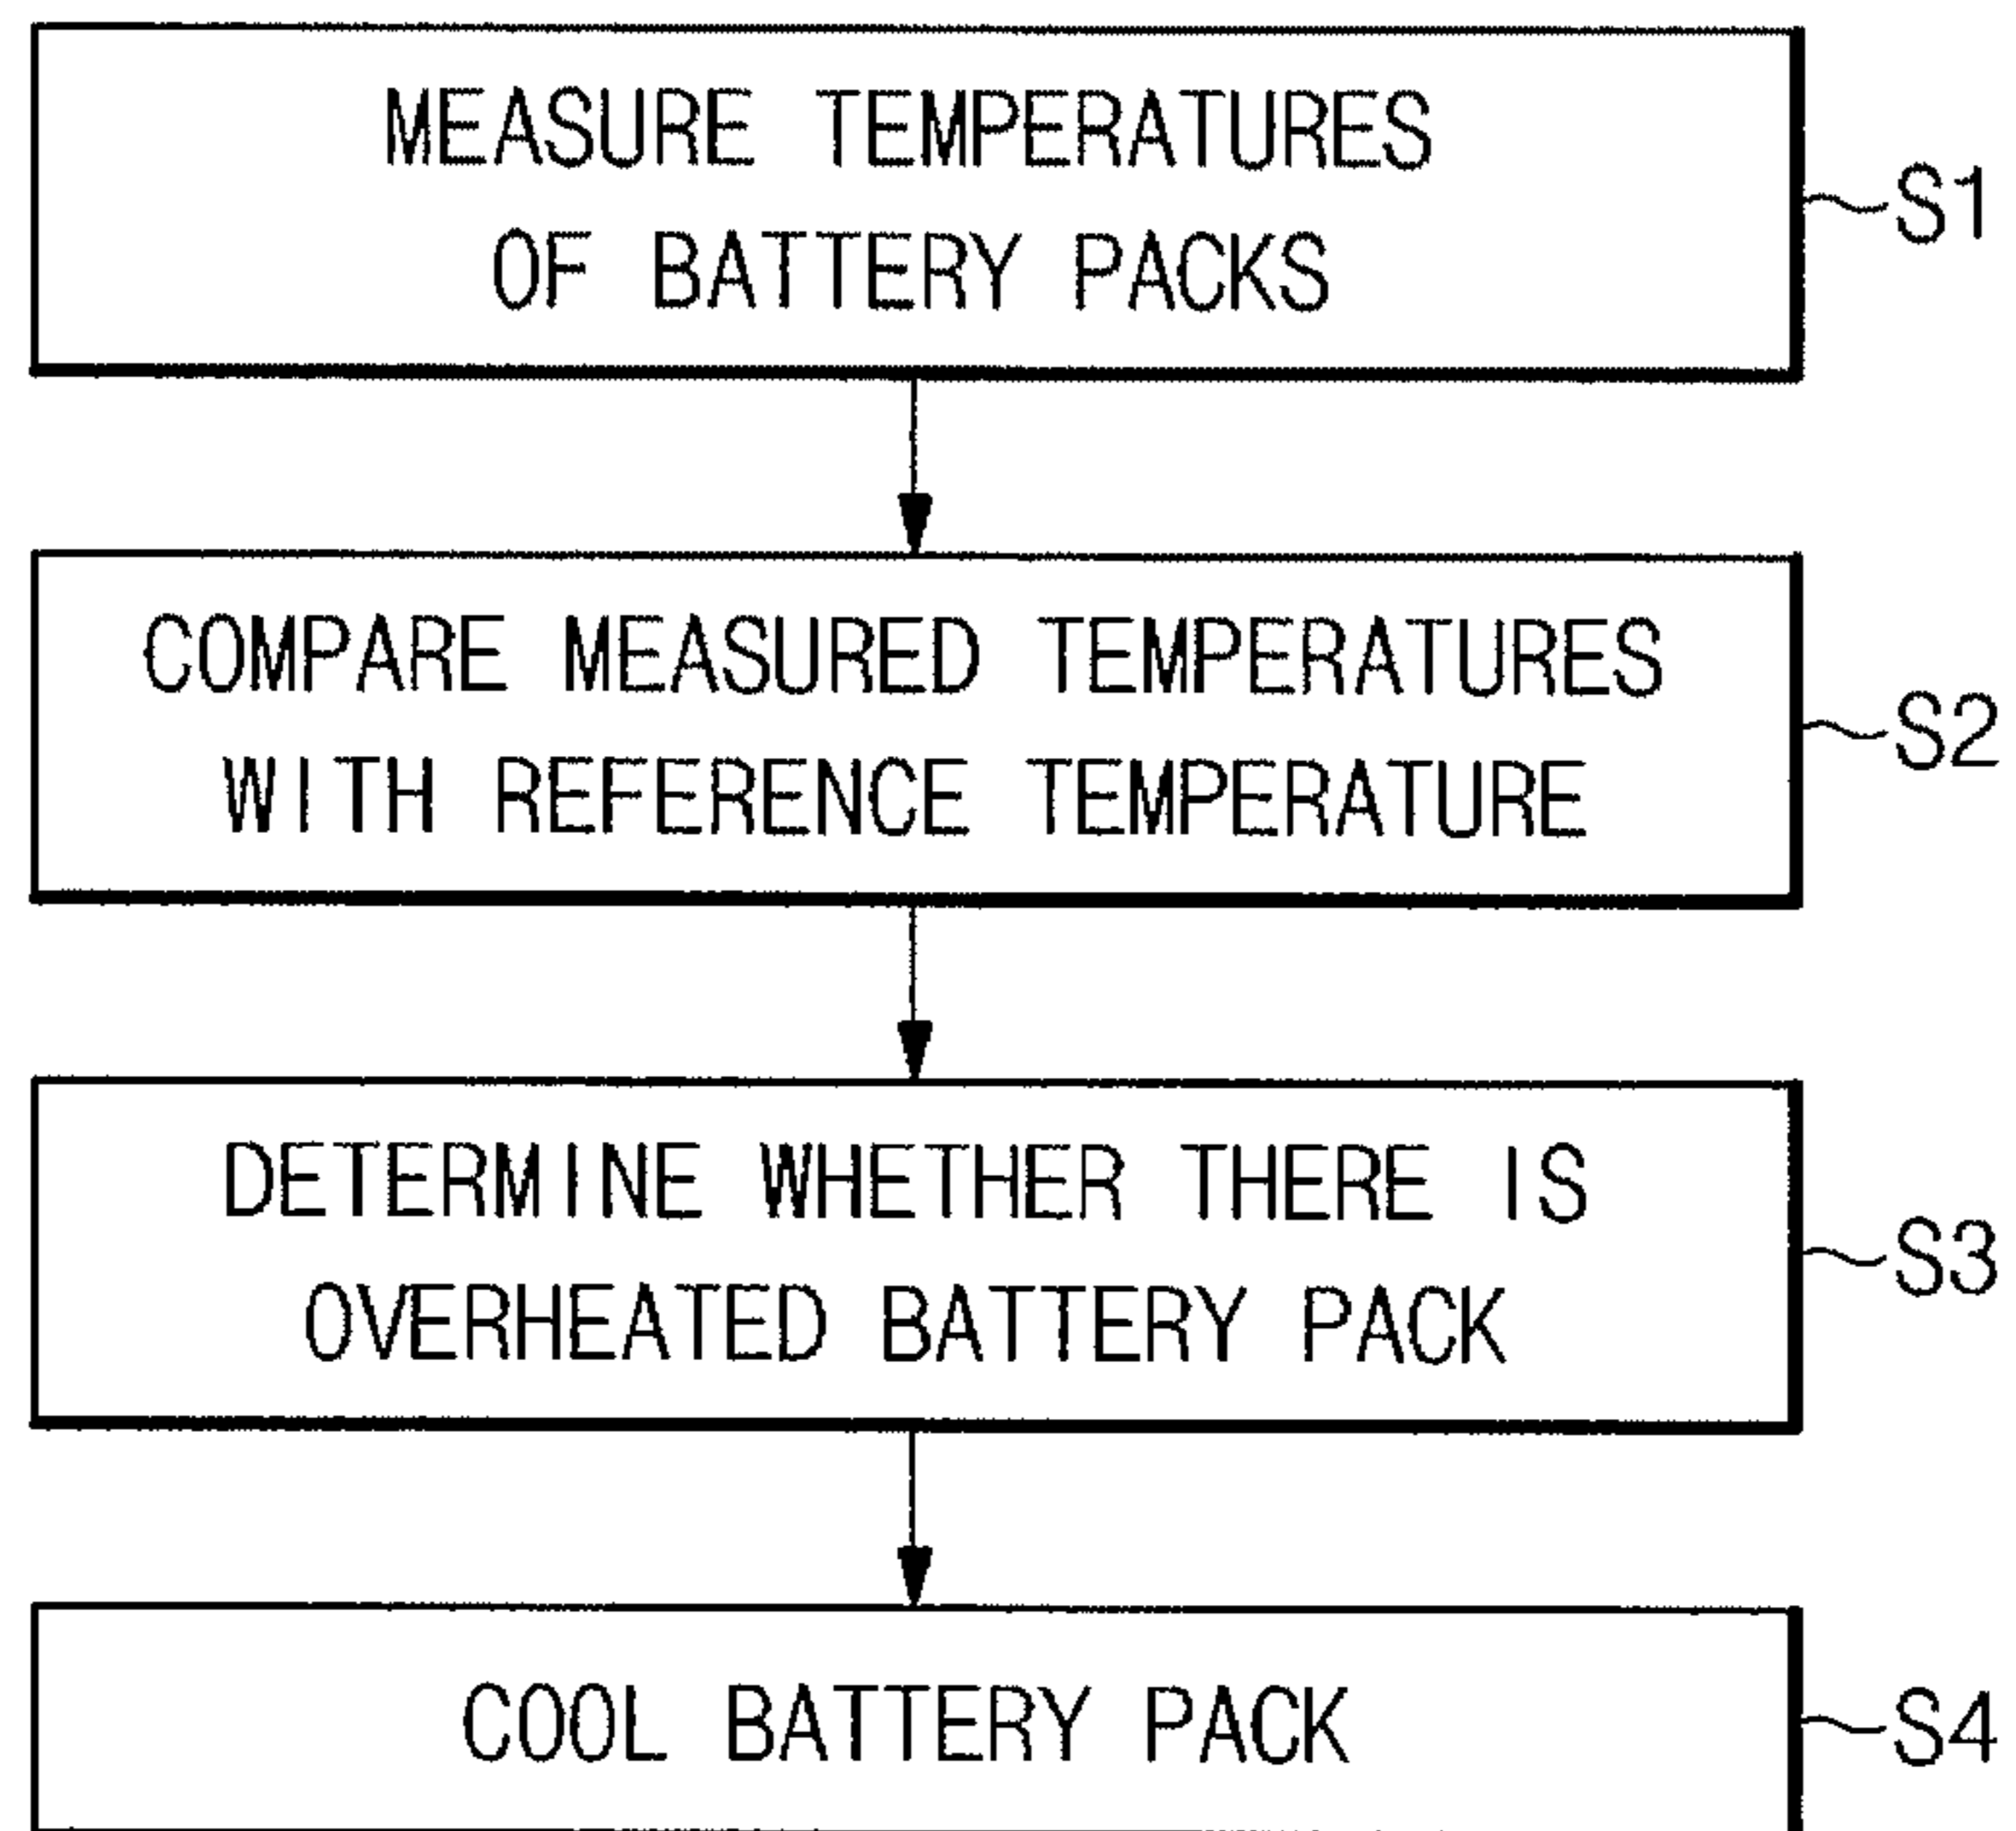 MEASURE TEMPERATURES
OF BATTERY PACKS
S1
COMPARE MEASURED TEMPERATURES
WITH REFERENCE TEMPERATURE
S2
DETERMINE WHETHER THERE IS
OVERHEATED BATTERY PACK
S3
COOL BATTERY PACK
S4